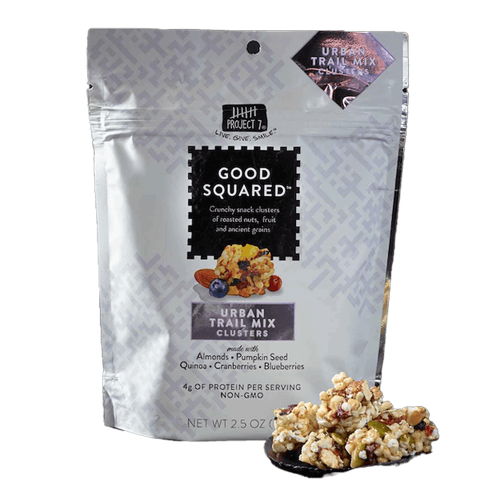 URBAN
TRAIL MIX
CLUSTERS
PROJECT 7®
LIVE. GIVE. SMILE.™
GOOD
SQUARED™
Crunchy snack clusters
of roasted nuts, fruit
and ancient grains
URBAN
TRAIL MIX
CLUSTERS
made with
Almonds • Pumpkin Seed
Quinoa • Cranberries • Blueberries
4g OF PROTEIN PER SERVING
NON-GMO
NET WT 2.5 OZ